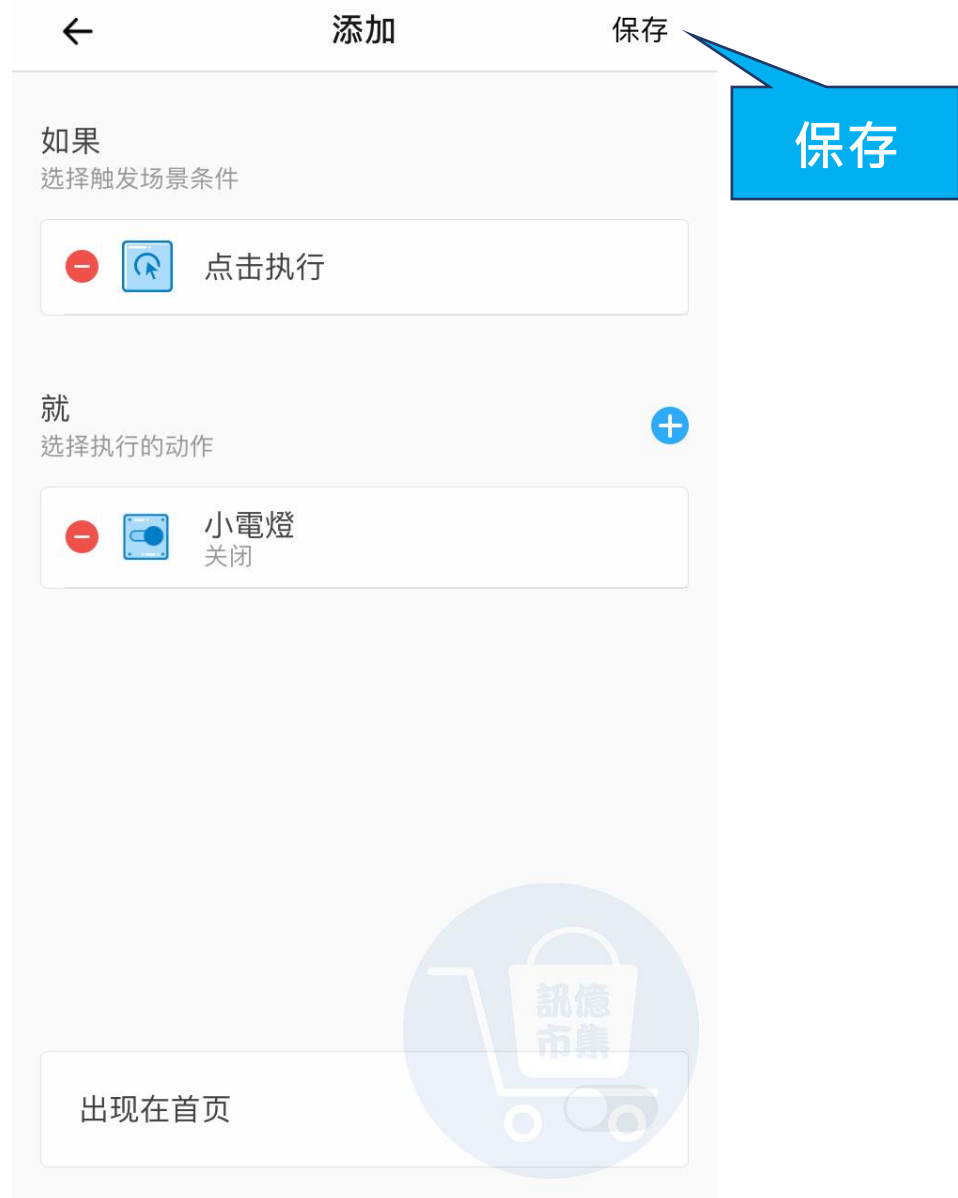 添加
保存
保存
如果
选择触发场景条件
点击执行
就
选择执行的动作
小電燈
关闭
訊億
市集
出现在首页